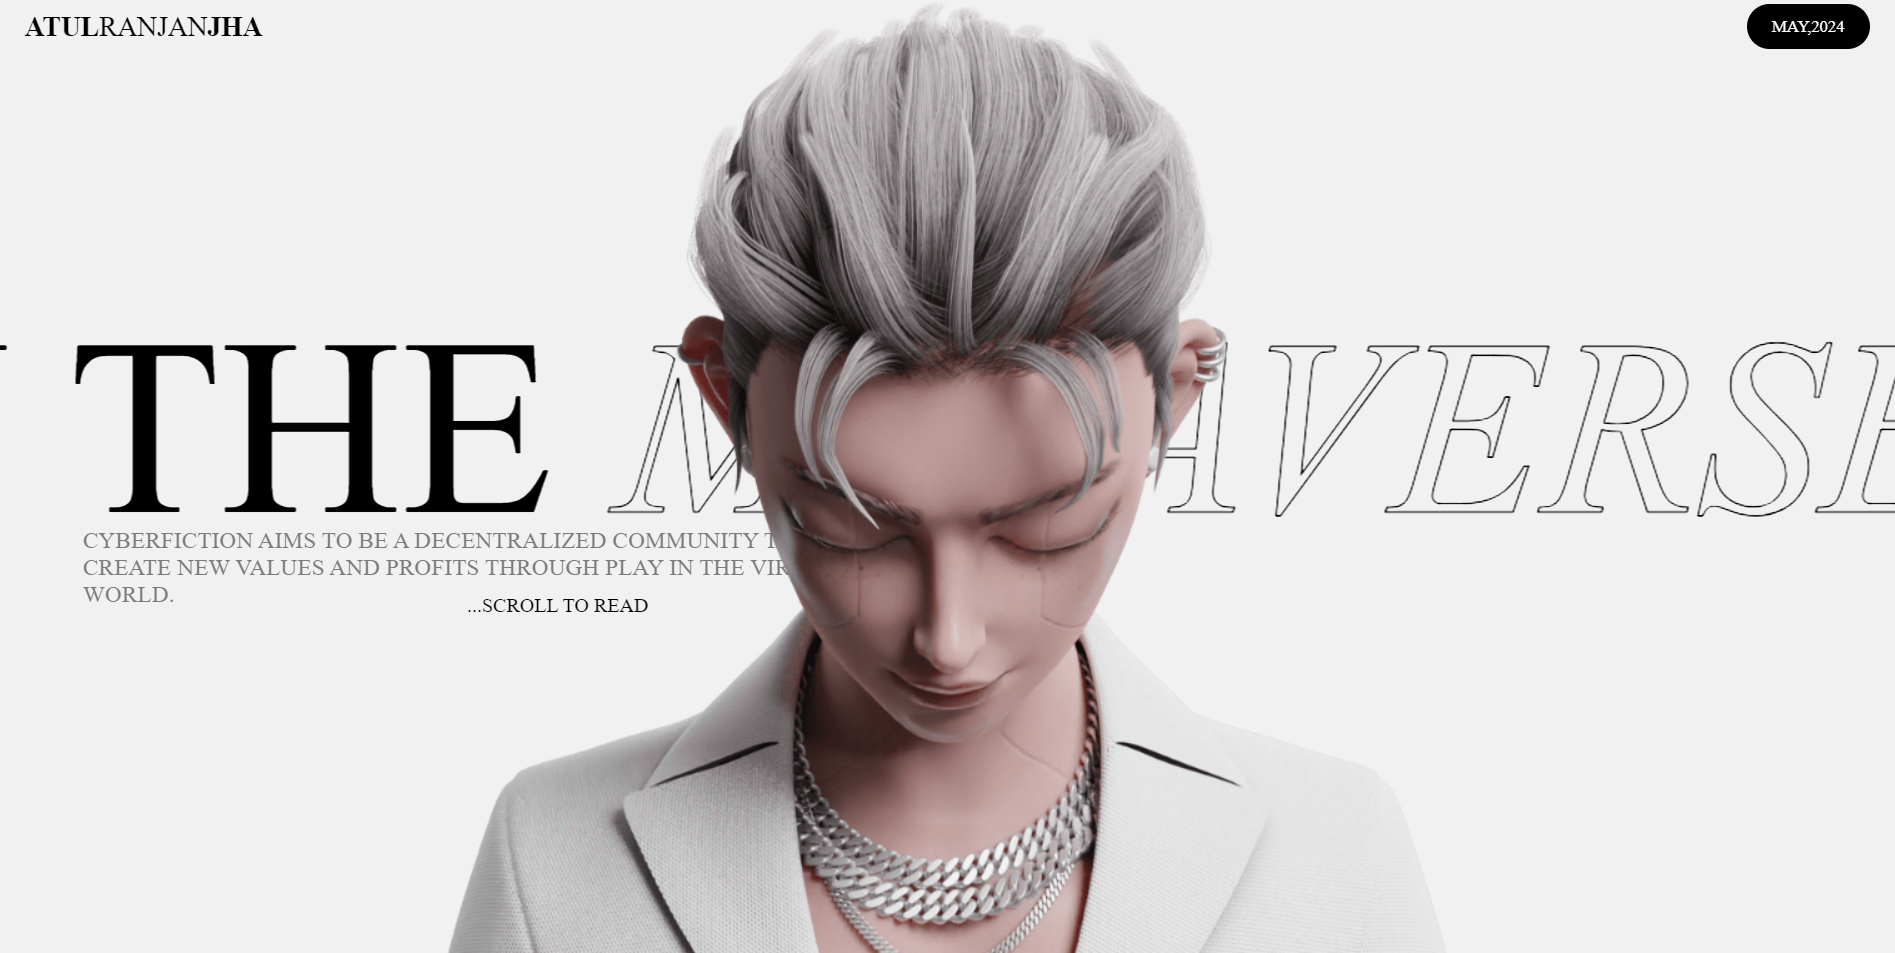 ATULRANJANJHA
MAY,2024
THE AVERSE
CYBERFICTION AIMS TO BE A DECENTRALIZED COMMUNITY
CREATE NEW VALUES AND PROFITS THROUGH PLAY IN THE
WORLD.
...SCROLL TO READ